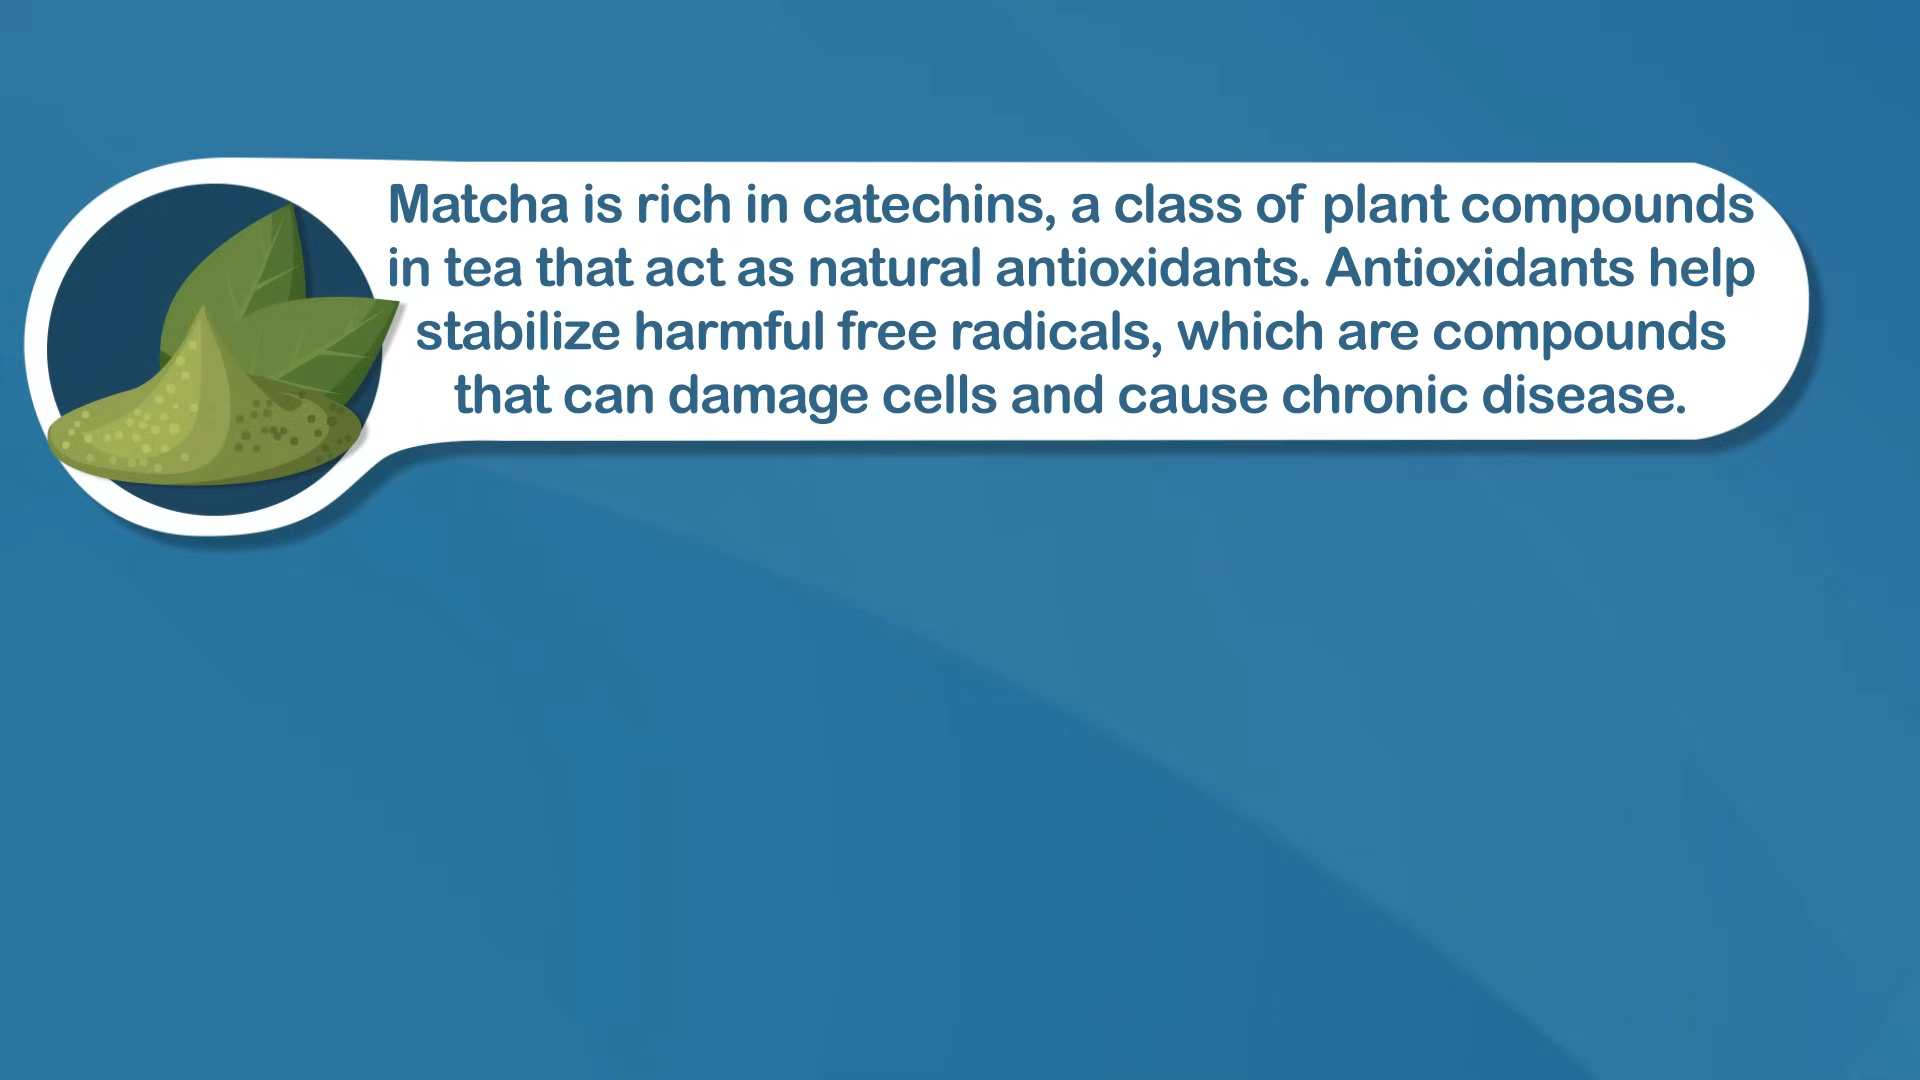 Matcha is rich in catechins, a class of plant compounds
in tea that act as natural antioxidants. Antioxidants help
stabilize harmful free radicals, which are compounds
that can damage cells and cause chronic disease.